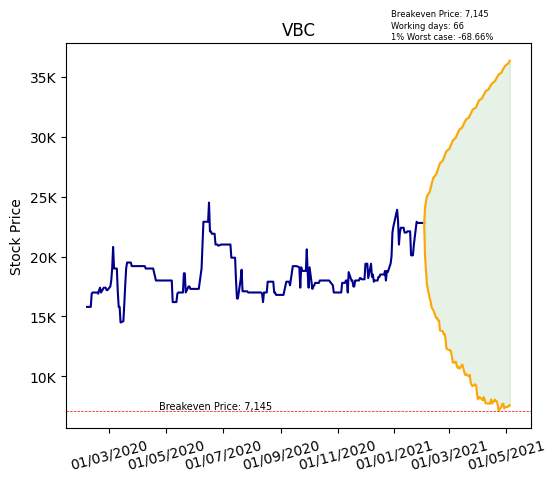 Breakeven Price: 7,145
Working days: 66
1% Worst case: -68.66%
VBC
Stock Price
35K
30K
25K
20K
15K
10K
Breakeven Price: 7,145
01/03/2020
01/05/2020
01/07/2020
01/09/2020
01/11/2020
01/01/2021
01/03/2021
01/05/2021